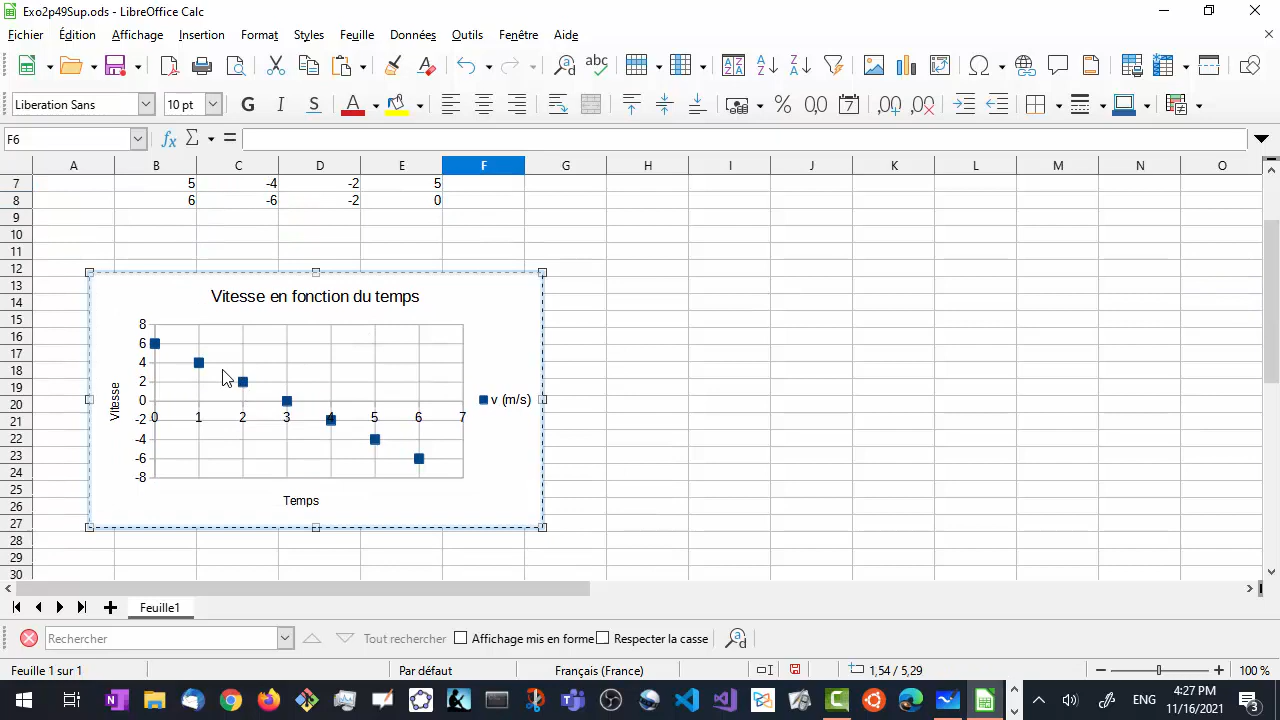 Exo2p49Sup.ods - LibreOffice Calc
Fichier Édition Affichage Insertion Format Styles Feuille Données Outils Fenêtre Aide
Liberation Sans 10 pt G I S
F6
A B C D E F G H I J K L M N O
7 5 -4 -2 5
8 6 -6 -2 0
9
10
11
12
13
14
15
16
17
18
19
20
21
22
23
24
25
26
27
28
29
30
Vitesse en fonction du temps
8
6
4
2
0
-2
-4
-6
-8
0 1 2 3 4 5 6 7
Vitesse
v (m/s)
Temps
Feuille1
Rechercher Tout rechercher Affichage mis en forme Respecter la casse
Feuille 1 sur 1 Par défaut Français (France) 1,54 / 5,29 100 %
ENG
4:27 PM
11/16/2021
3